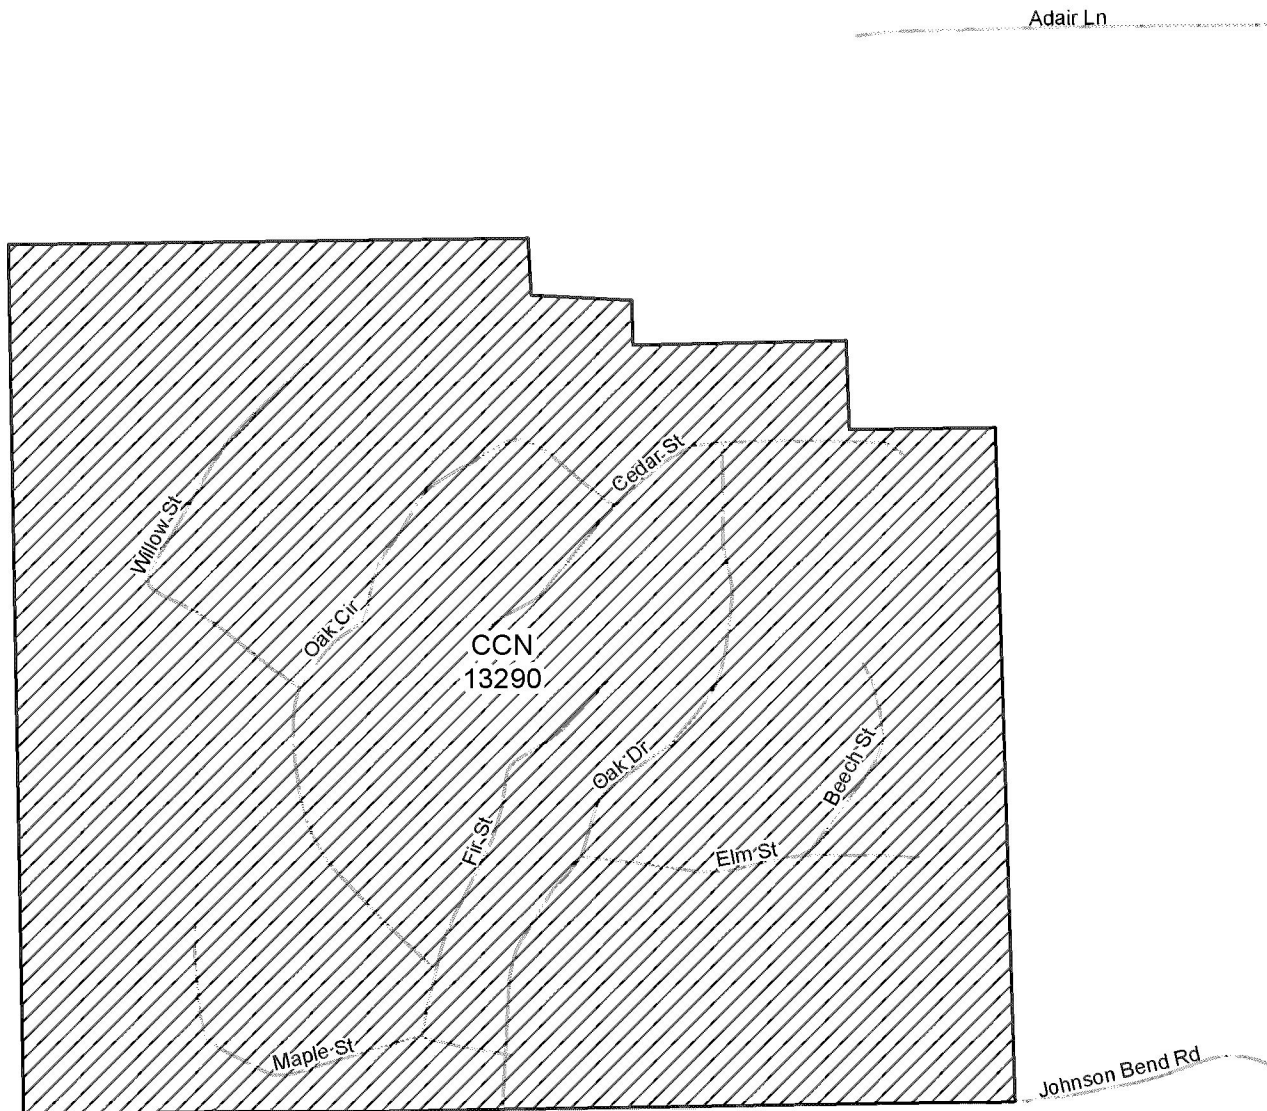 Adair Ln
Cedar St
Willow St
Oak Cir
CCN
13290
Oak Dr
Beech St
Fir St
Elm St
Maple St
Johnson Bend Rd